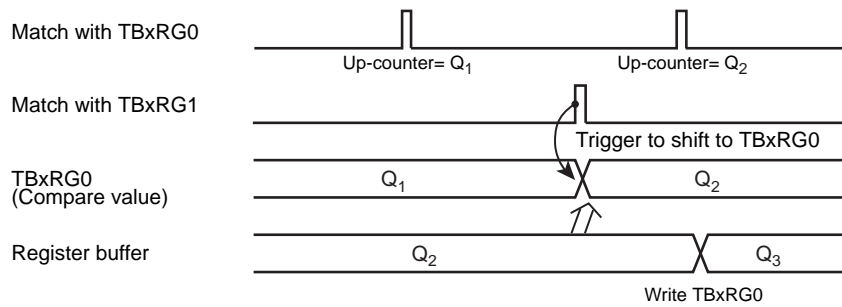 Match with TBxRG0
Up-counter= Q1
Up-counter= Q2
Match with TBxRG1
Trigger to shift to TBxRG0
TBxRG0
(Compare value)
Q1
Q2
Register buffer
Q2
Q3
Write TBxRG0